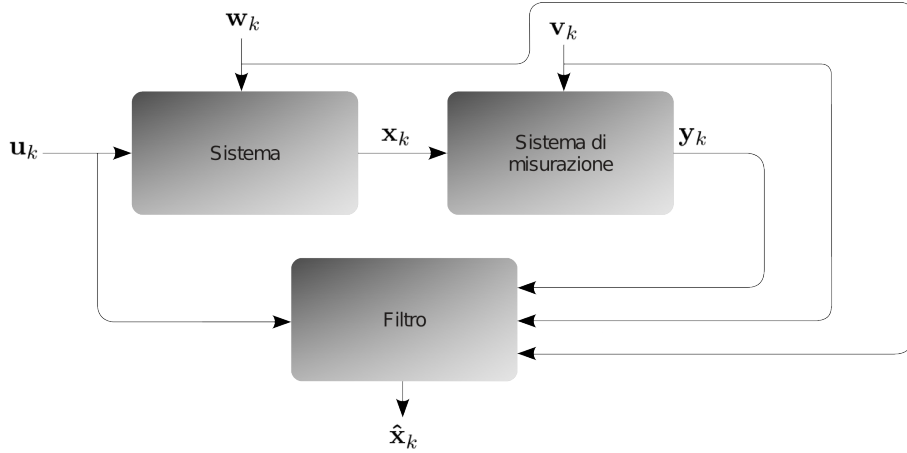 w_k
v_k
u_k
Sistema
x_k
Sistema di
misurazione
y_k
Filtro
x̂_k